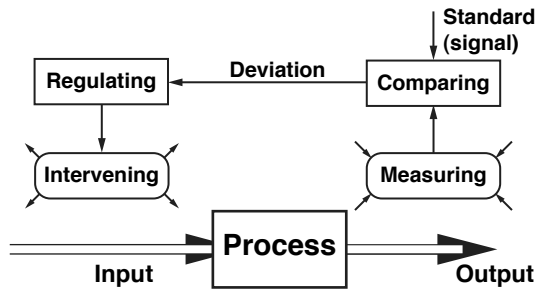 Standard
(signal)
Deviation
Regulating
Comparing
Intervening
Measuring
Process
Input
Output